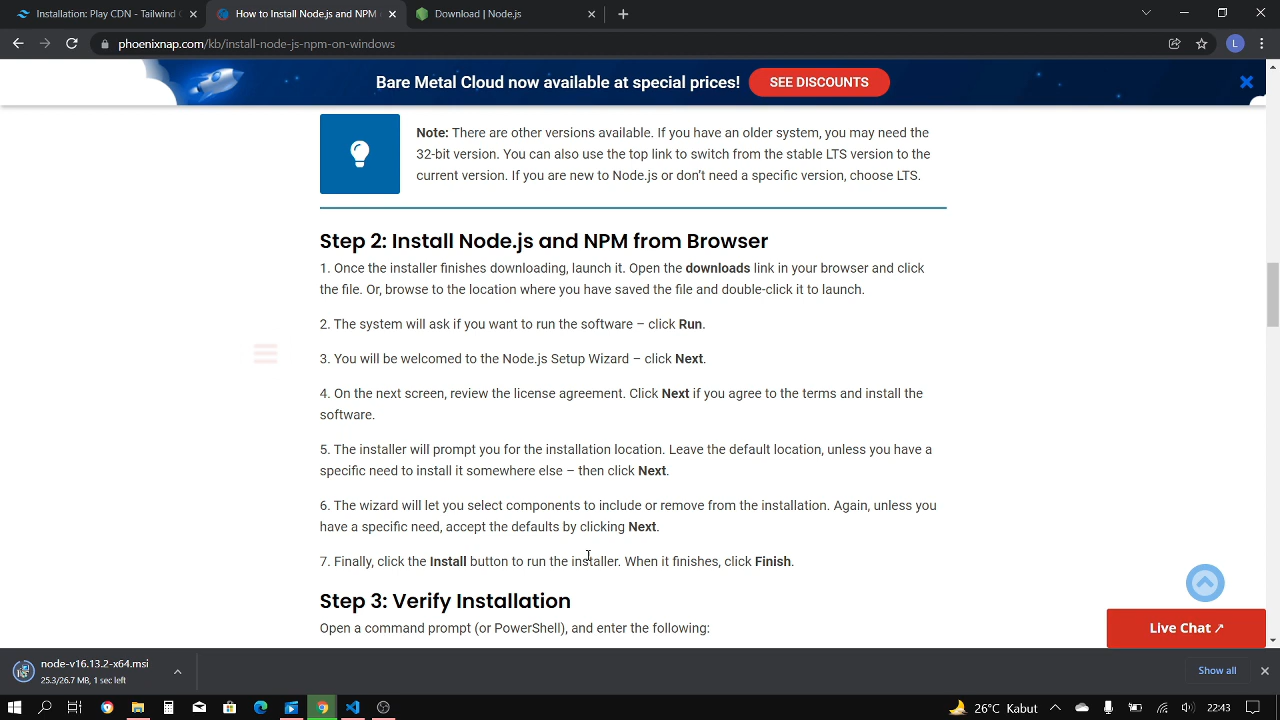 Installation: Play CDN - Tailwind C
How to Install Node.js and NPM
Download | Node.js
phoenixnap.com/kb/install-node-js-npm-on-windows
L
Bare Metal Cloud now available at special prices!
SEE DISCOUNTS
Note: There are other versions available. If you have an older system, you may need the
32-bit version. You can also use the top link to switch from the stable LTS version to the
current version. If you are new to Node.js or don’t need a specific version, choose LTS.
Step 2: Install Node.js and NPM from Browser
1. Once the installer finishes downloading, launch it. Open the downloads link in your browser and click
the file. Or, browse to the location where you have saved the file and double-click it to launch.
2. The system will ask if you want to run the software – click Run.
3. You will be welcomed to the Node.js Setup Wizard – click Next.
4. On the next screen, review the license agreement. Click Next if you agree to the terms and install the
software.
5. The installer will prompt you for the installation location. Leave the default location, unless you have a
specific need to install it somewhere else – then click Next.
6. The wizard will let you select components to include or remove from the installation. Again, unless you
have a specific need, accept the defaults by clicking Next.
7. Finally, click the Install button to run the installer. When it finishes, click Finish.
Step 3: Verify Installation
Open a command prompt (or PowerShell), and enter the following:
Live Chat ↗
node-v16.13.2-x64.msi
25.3/26.7 MB, 1 sec left
Show all
26°C Kabut
22:43